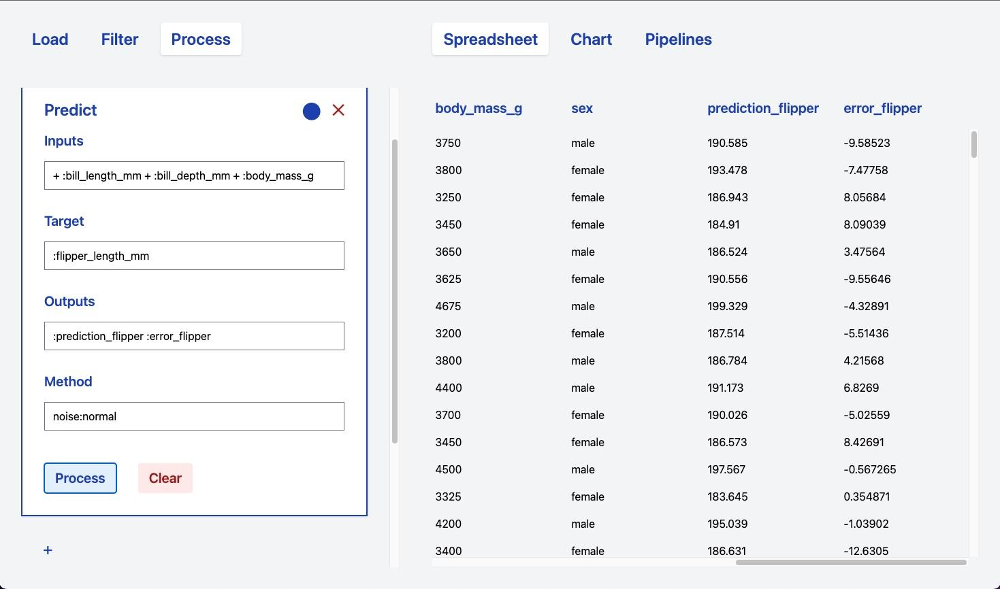 Load Filter Process
Spreadsheet Chart Pipelines
Predict
Inputs
+ :bill_length_mm + :bill_depth_mm + :body_mass_g
Target
:flipper_length_mm
Outputs
:prediction_flipper :error_flipper
Method
noise:normal
Process Clear
+
body_mass_g sex prediction_flipper error_flipper
3750 male 190.585 -9.58523
3800 female 193.478 -7.47758
3250 female 186.943 8.05684
3450 female 184.91 8.09039
3650 male 186.524 3.47564
3625 female 190.556 -9.55646
4675 male 199.329 -4.32891
3200 female 187.514 -5.51436
3800 male 186.784 4.21568
4400 male 191.173 6.8269
3700 female 190.026 -5.02559
3450 female 186.573 8.42691
4500 male 197.567 -0.567265
3325 female 183.645 0.354871
4200 male 195.039 -1.03902
3400 female 186.631 -12.6305